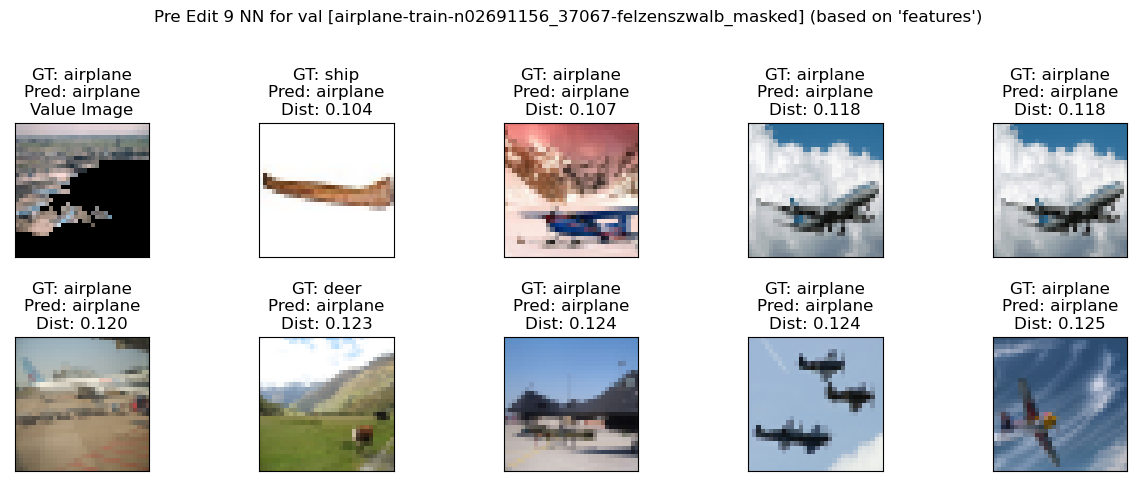 Pre Edit 9 NN for val [airplane-train-n02691156_37067-felzenszwalb_masked] (based on 'features')
GT: airplane
Pred: airplane
Value Image
GT: ship
Pred: airplane
Dist: 0.104
GT: airplane
Pred: airplane
Dist: 0.107
GT: airplane
Pred: airplane
Dist: 0.118
GT: airplane
Pred: airplane
Dist: 0.118
GT: airplane
Pred: airplane
Dist: 0.120
GT: deer
Pred: airplane
Dist: 0.123
GT: airplane
Pred: airplane
Dist: 0.124
GT: airplane
Pred: airplane
Dist: 0.124
GT: airplane
Pred: airplane
Dist: 0.125